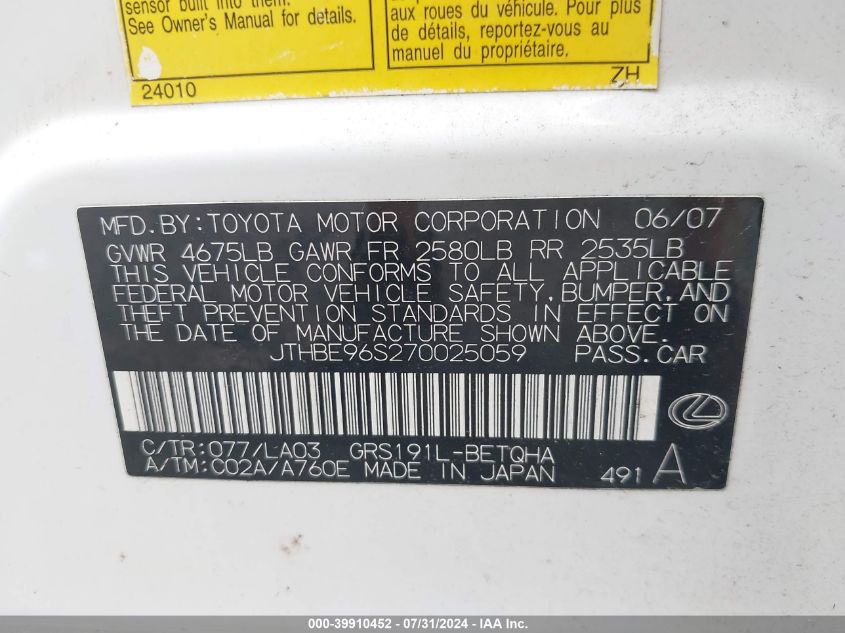 sensor built into them.
See Owner's Manual for details.
aux roues du véhicule. Pour plus
de détails, reportez-vous au
manuel du propriétaire.
24010
ZH
MFD.BY:TOYOTA MOTOR CORPORATION 06/07
GVWR 4675LB GAWR FR 2580LB RR 2535LB
THIS VEHICLE CONFORMS TO ALL APPLICABLE
FEDERAL MOTOR VEHICLE SAFETY,BUMPER,AND
THEFT PREVENTION STANDARDS IN EFFECT ON
THE DATE OF MANUFACTURE SHOWN ABOVE.
JTHBE96S270025059 PASS.CAR
C/TR:077/LA03 GRS191L-BETQHA
A/TM:C02A/A760E MADE IN JAPAN 491 A
000-39910452 - 07/31/2024 - IAA Inc.